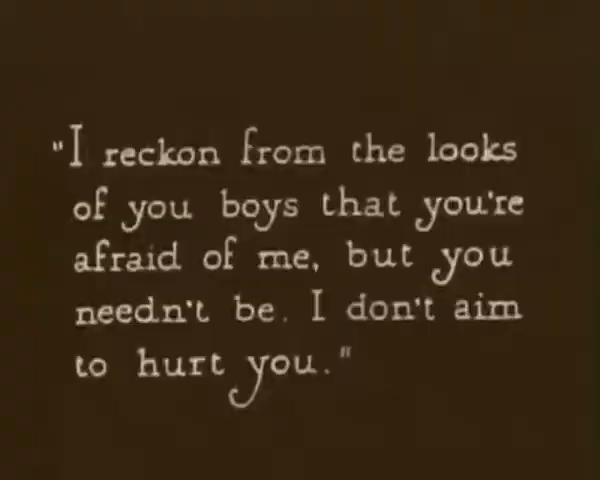 "I reckon from the looks
of you boys that you're
afraid of me, but you
needn't be. I don't aim
to hurt you."